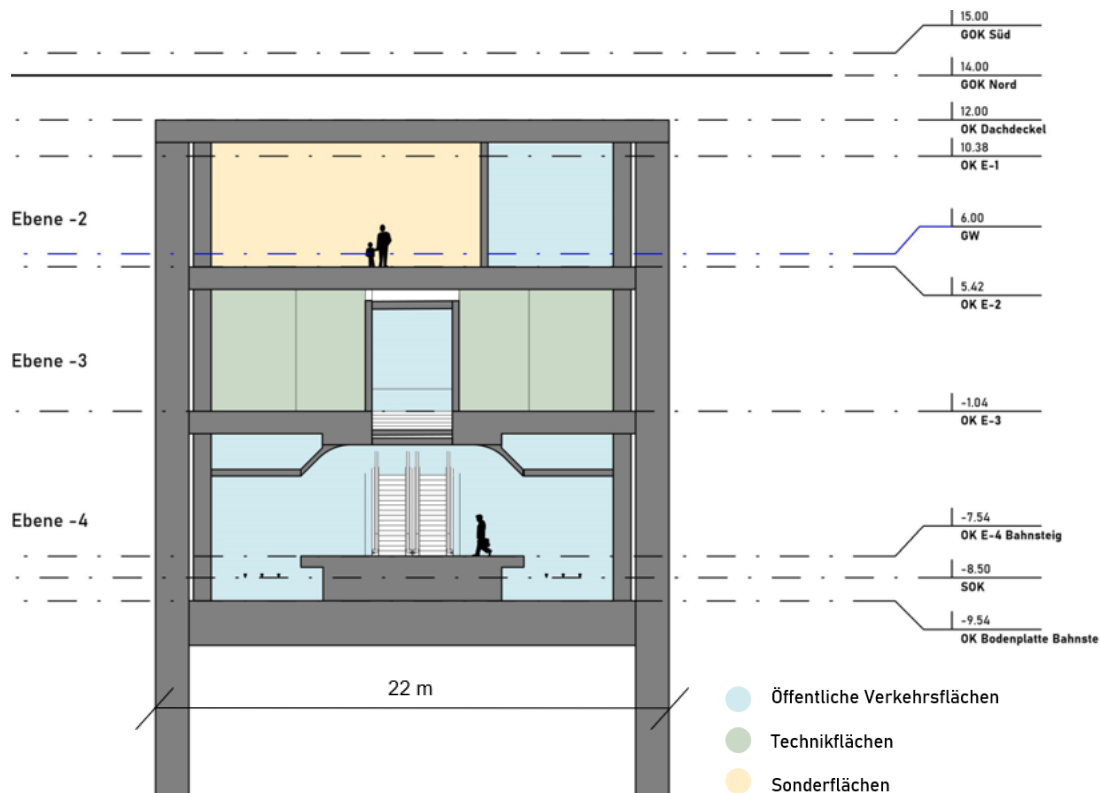 15.00
GOK Süd
14.00
GOK Nord
12.00
OK Dachdeckel
10.38
OK E-1
Ebene -2
6.00
GW
5.42
OK E-2
Ebene -3
-1.04
OK E-3
Ebene -4
-7.54
OK E-4 Bahnsteig
-8.50
SOK
-9.54
OK Bodenplatte Bahnste
22 m
Öffentliche Verkehrsflächen
Technikflächen
Sonderflächen